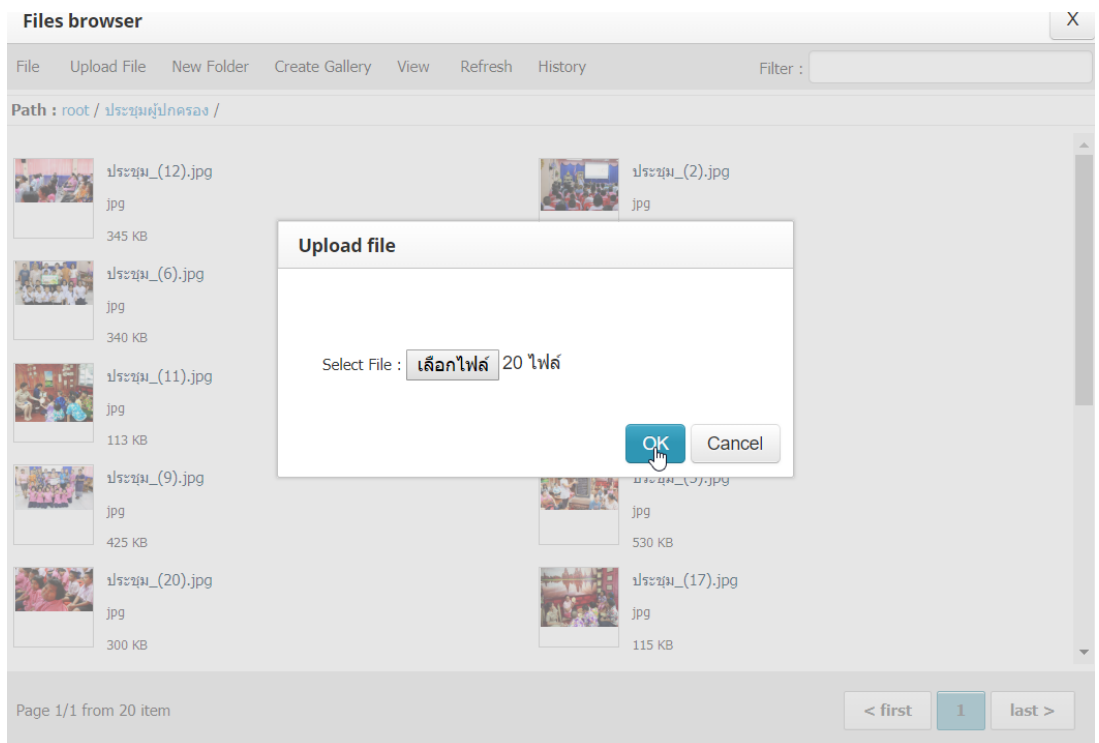 Files browser
X
File Upload File New Folder Create Gallery View Refresh History Filter :
Path : root / ประชุมผู้ปกครอง /
ประชุม_(12).jpg
jpg
345 KB
ประชุม_(2).jpg
jpg
ประชุม_(6).jpg
jpg
340 KB
ประชุม_(11).jpg
jpg
113 KB
ประชุม_(9).jpg
jpg
425 KB
jpg
530 KB
ประชุม_(20).jpg
jpg
300 KB
ประชุม_(17).jpg
jpg
115 KB
Upload file
Select File : เลือกไฟล์ 20 ไฟล์
OK Cancel
Page 1/1 from 20 item
< first 1 last >